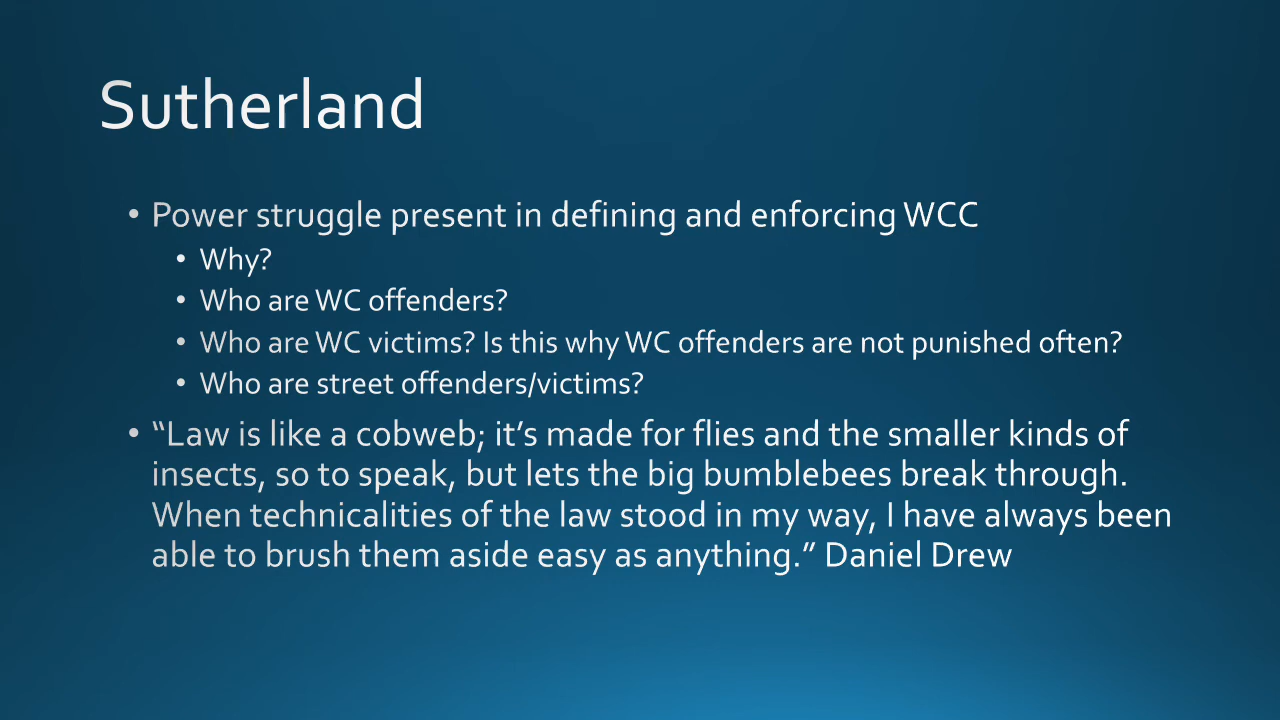 Sutherland
• Power struggle present in defining and enforcing WCC
• Why?
• Who are WC offenders?
• Who are WC victims? Is this why WC offenders are not punished often?
• Who are street offenders/victims?
• “Law is like a cobweb; it’s made for flies and the smaller kinds of
insects, so to speak, but lets the big bumblebees break through.
When technicalities of the law stood in my way, I have always been
able to brush them aside easy as anything.” Daniel Drew